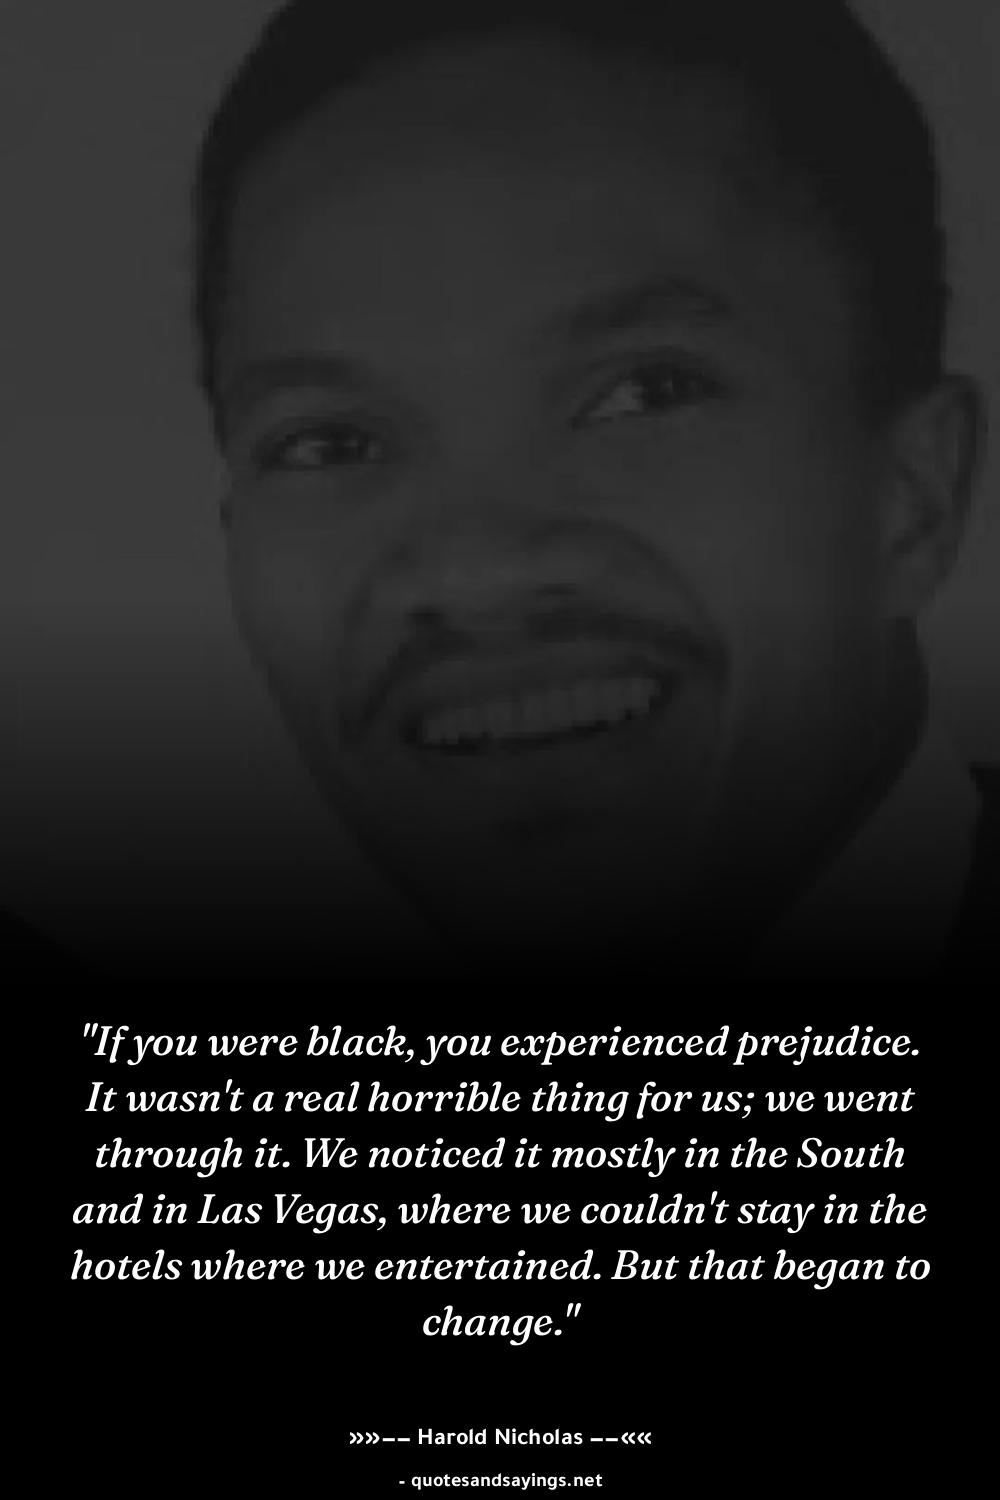 "If you were black, you experienced prejudice.
It wasn't a real horrible thing for us; we went
through it. We noticed it mostly in the South
and in Las Vegas, where we couldn't stay in the
hotels where we entertained. But that began to
change."
»»-- Harold Nicholas --««
- quotesandsayings.net